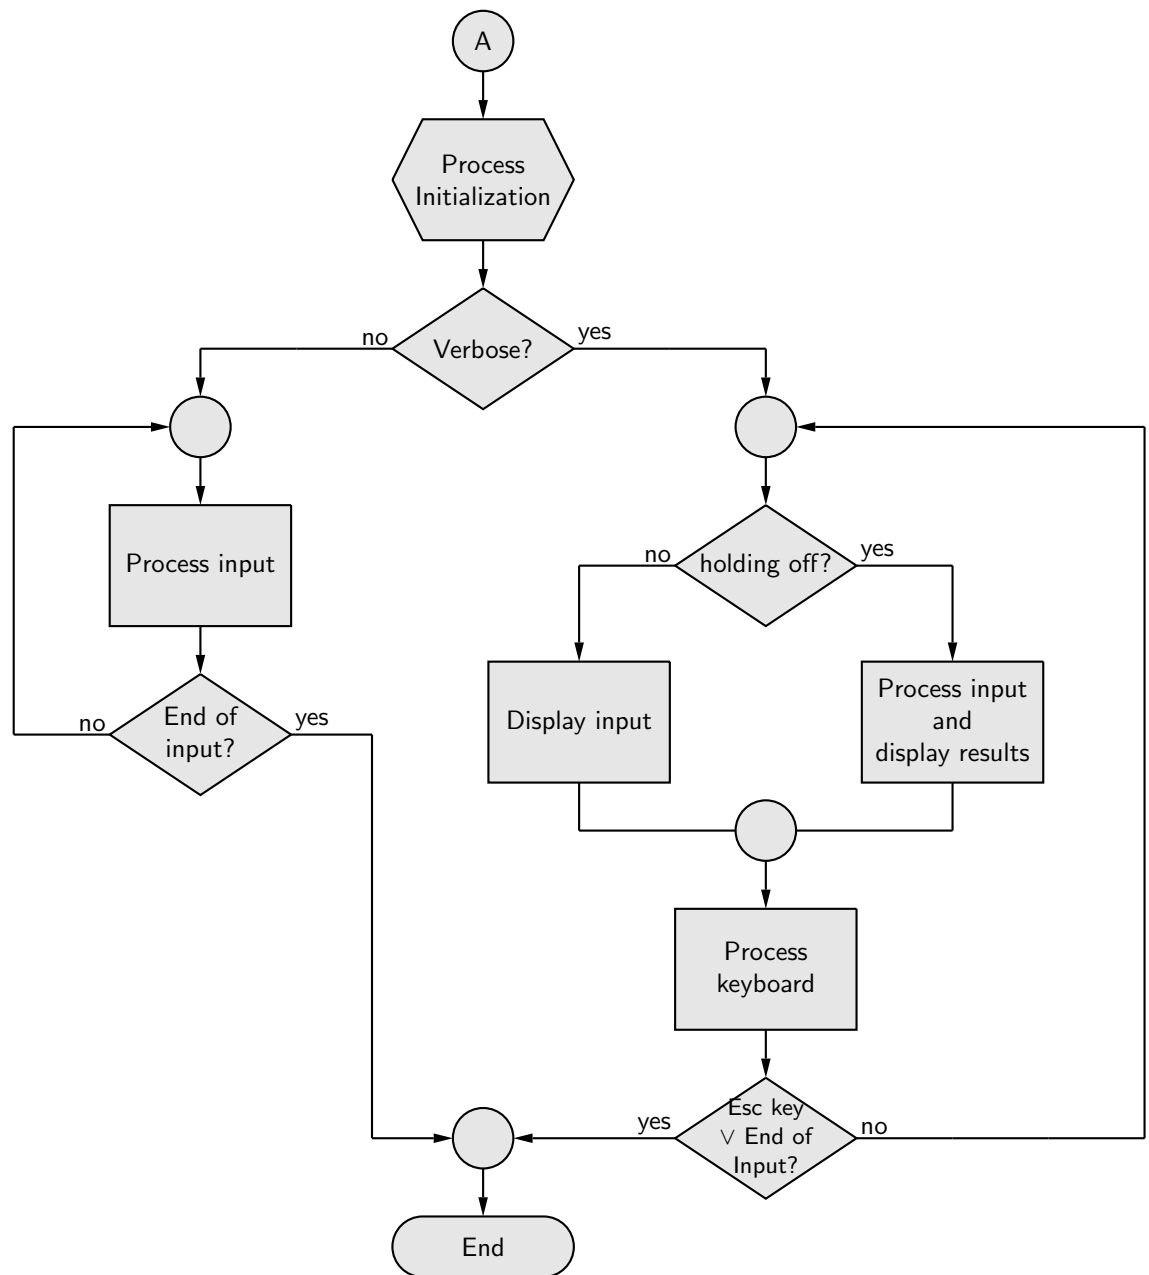 A
Process
Initialization
Verbose?
no
yes
Process input
End of
input?
no
yes
holding off?
no
yes
Display input
Process input
and
display results
Process
keyboard
Esc key
∨ End of
Input?
yes
no
End